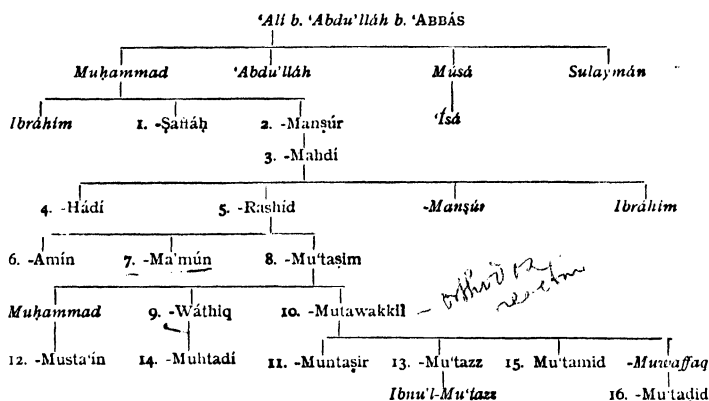 ‘Alí b. ‘Abdu’lláh b. ‘ABBÁS
Muḥammad ‘Abdu’lláh Músá Sulaymán
Ibráhím 1. -Ṣaffáḥ 2. -Manṣúr ‘Ísá
3. -Mahdí
4. -Hádí 5. -Rashíd -Manṣúr Ibráhím
6. -Amín 7. -Ma’mún 8. -Mu‘taṣim
Muḥammad 9. -Wáthiq 10. -Mutawakkil - orthodox
12. -Musta‘ín 14. -Muhtadí 11. -Muntaṣir 13. -Mu‘tazz 15. Mu‘tamid -Muwaffaq
Ibnu’l-Mu‘tazz 16. -Mu‘taḍid